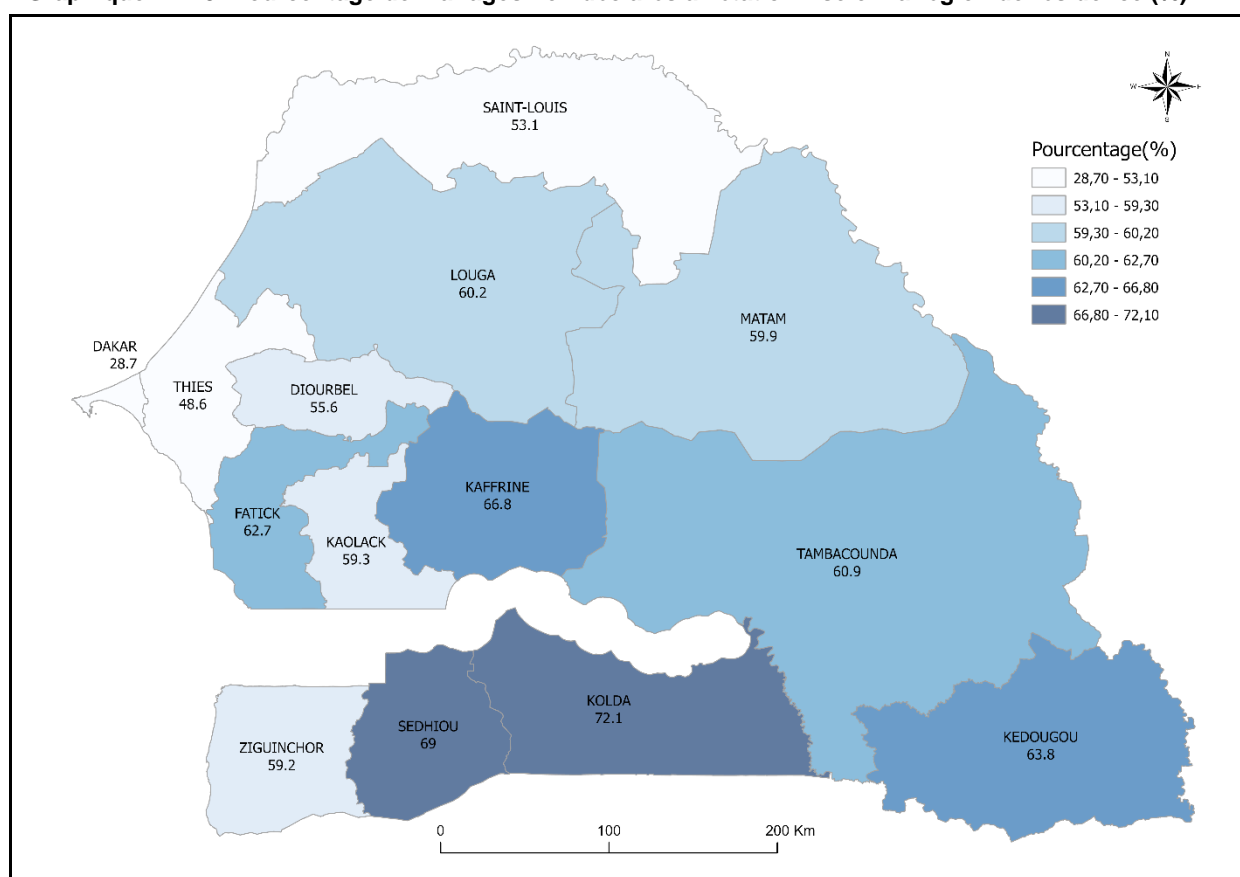 N
W
E
S
SAINT-LOUIS
53.1
Pourcentage(%)
28,70 - 53,10
53,10 - 59,30
59,30 - 60,20
60,20 - 62,70
62,70 - 66,80
66,80 - 72,10
LOUGA
60.2
MATAM
59.9
DAKAR
28.7
THIES
48.6
DIOURBEL
55.6
KAFFRINE
66.8
FATICK
62.7
KAOLACK
59.3
TAMBACOUNDA
60.9
KOLDA
72.1
SEDHIOU
69
ZIGUINCHOR
59.2
KEDOUGOU
63.8
0 100 200 Km